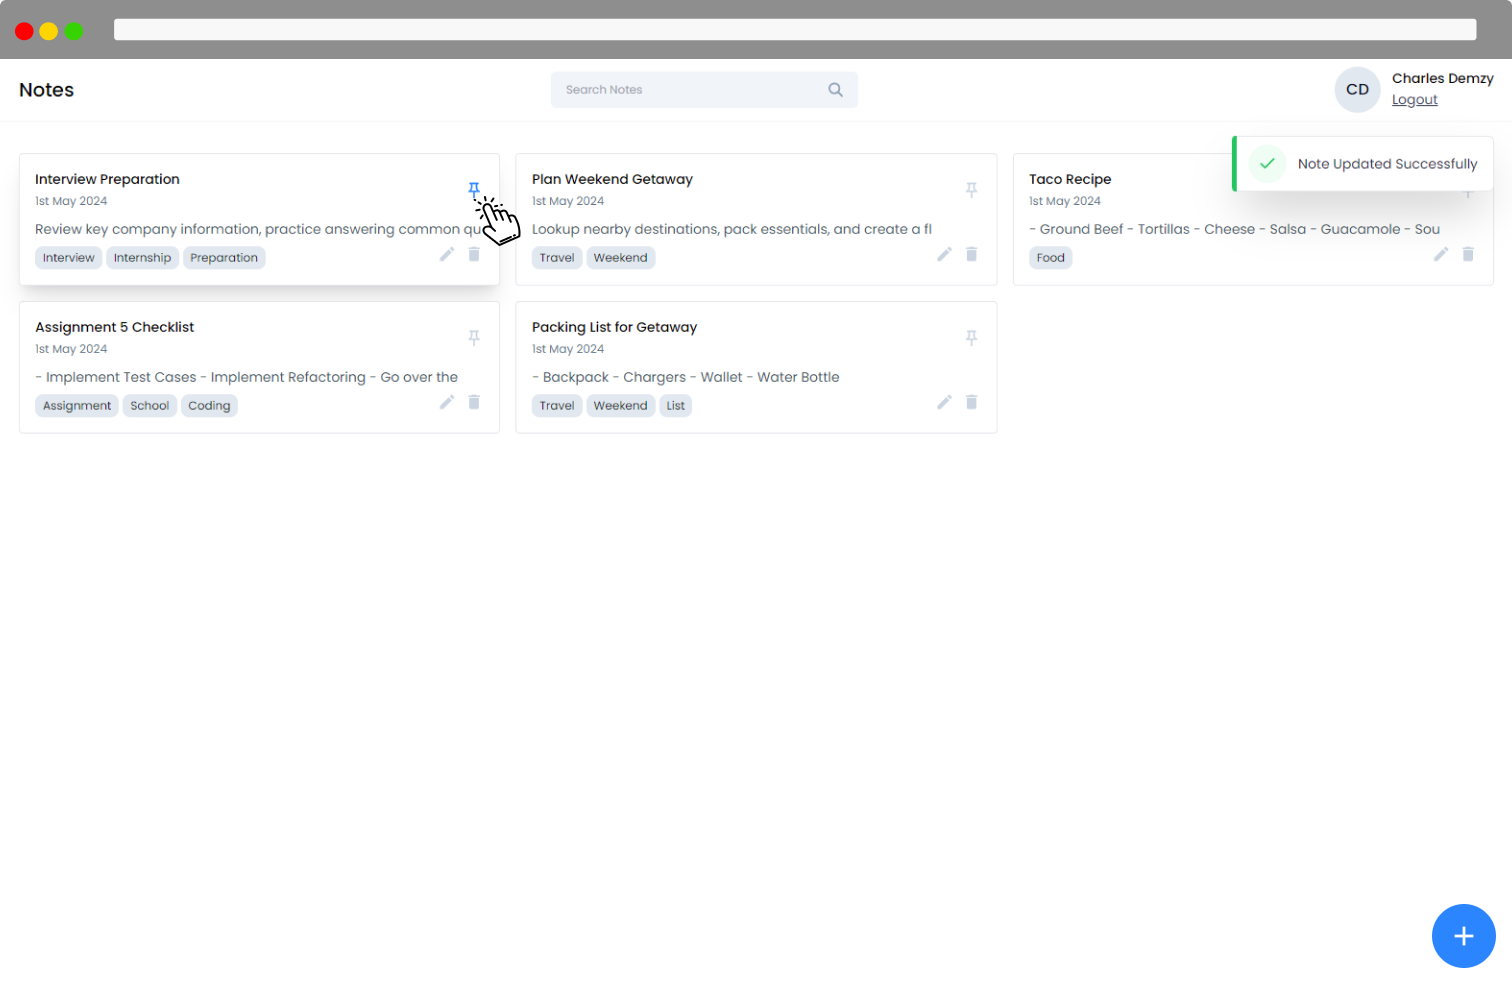 Notes
Search Notes
CD
Charles Demzy
Logout
Note Updated Successfully
Interview Preparation
1st May 2024
Review key company information, practice answering common qu
Interview Internship Preparation
Plan Weekend Getaway
1st May 2024
Lookup nearby destinations, pack essentials, and create a fl
Travel Weekend
Taco Recipe
1st May 2024
- Ground Beef - Tortillas - Cheese - Salsa - Guacamole - Sou
Food
Assignment 5 Checklist
1st May 2024
- Implement Test Cases - Implement Refactoring - Go over the
Assignment School Coding
Packing List for Getaway
1st May 2024
- Backpack - Chargers - Wallet - Water Bottle
Travel Weekend List